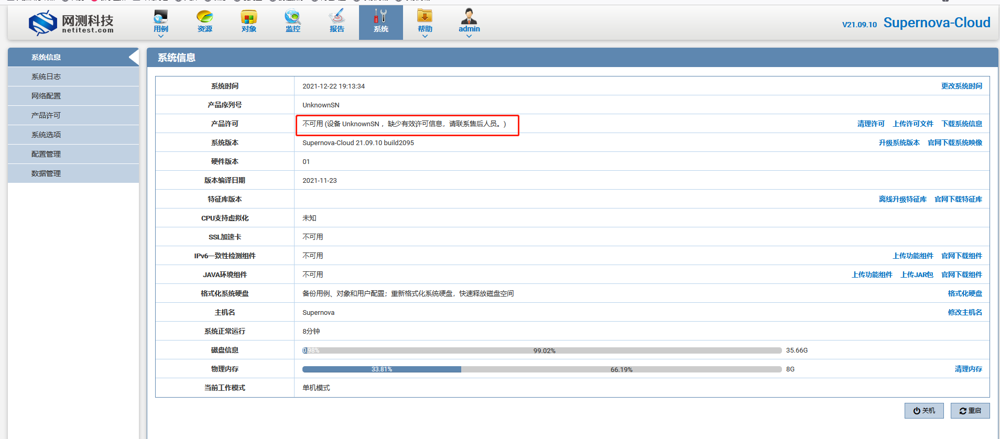 网测科技
netitest.com
用例
资源
对象
监控
报告
系统
帮助
admin
V21.09.10 Supernova-Cloud
系统信息
系统日志
网络配置
产品许可
系统选项
配置管理
数据管理
系统信息
系统时间 2021-12-22 19:13:34 更改系统时间
产品序列号 UnknownSN
产品许可 不可用 (设备 UnknownSN ，缺少有效许可信息，请联系售后人员。) 清理许可 上传许可文件 下载系统信息
系统版本 Supernova-Cloud 21.09.10 build2095 升级系统版本 官网下载系统映像
硬件版本 01
版本编译日期 2021-11-23
特征库版本 离线升级特征库 官网下载特征库
CPU支持虚拟化 未知
SSL加速卡 不可用
IPv6一致性检测组件 不可用 上传功能组件 官网下载组件
JAVA环境组件 不可用 上传功能组件 上传JAR包 官网下载组件
格式化系统硬盘 备份用例、对象和用户配置；重新格式化系统硬盘，快速释放磁盘空间 格式化硬盘
主机名 Supernova 修改主机名
系统正常运行 8分钟
磁盘信息 0.98% 99.02% 35.66G
物理内存 33.81% 66.19% 8G 清理内存
当前工作模式 单机模式
关机 重启